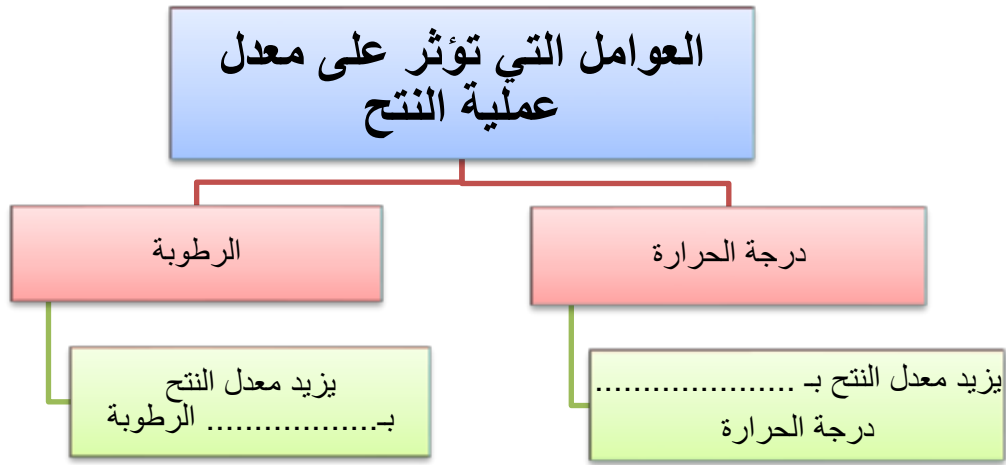 العوامل التي تؤثر على معدل
عملية النتح
درجة الحرارة
الرطوبة
يزيد معدل النتح بـ .....................
درجة الحرارة
يزيد معدل النتح
بـ.................. الرطوبة